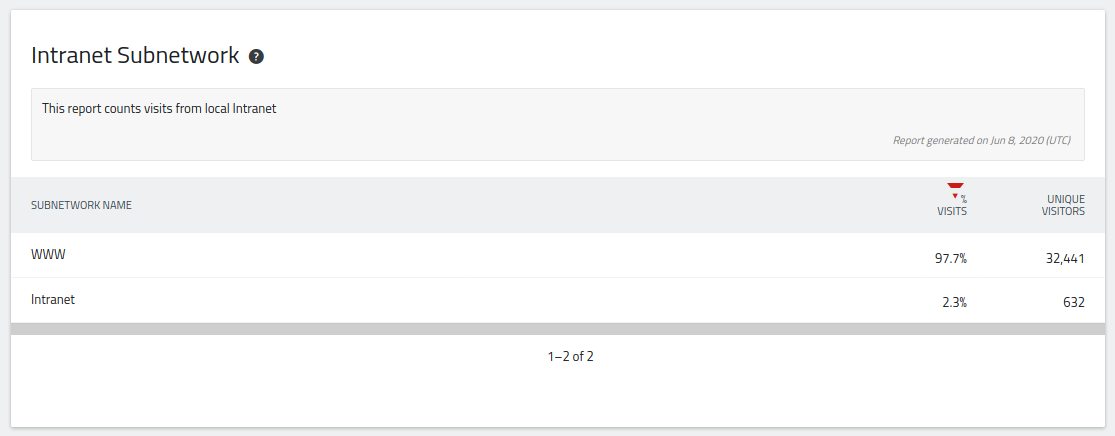 Intranet Subnetwork ?
This report counts visits from local Intranet
Report generated on Jun 8, 2020 (UTC)
SUBNETWORK NAME
%
VISITS
UNIQUE
VISITORS
WWW 97.7% 32,441
Intranet 2.3% 632
1–2 of 2